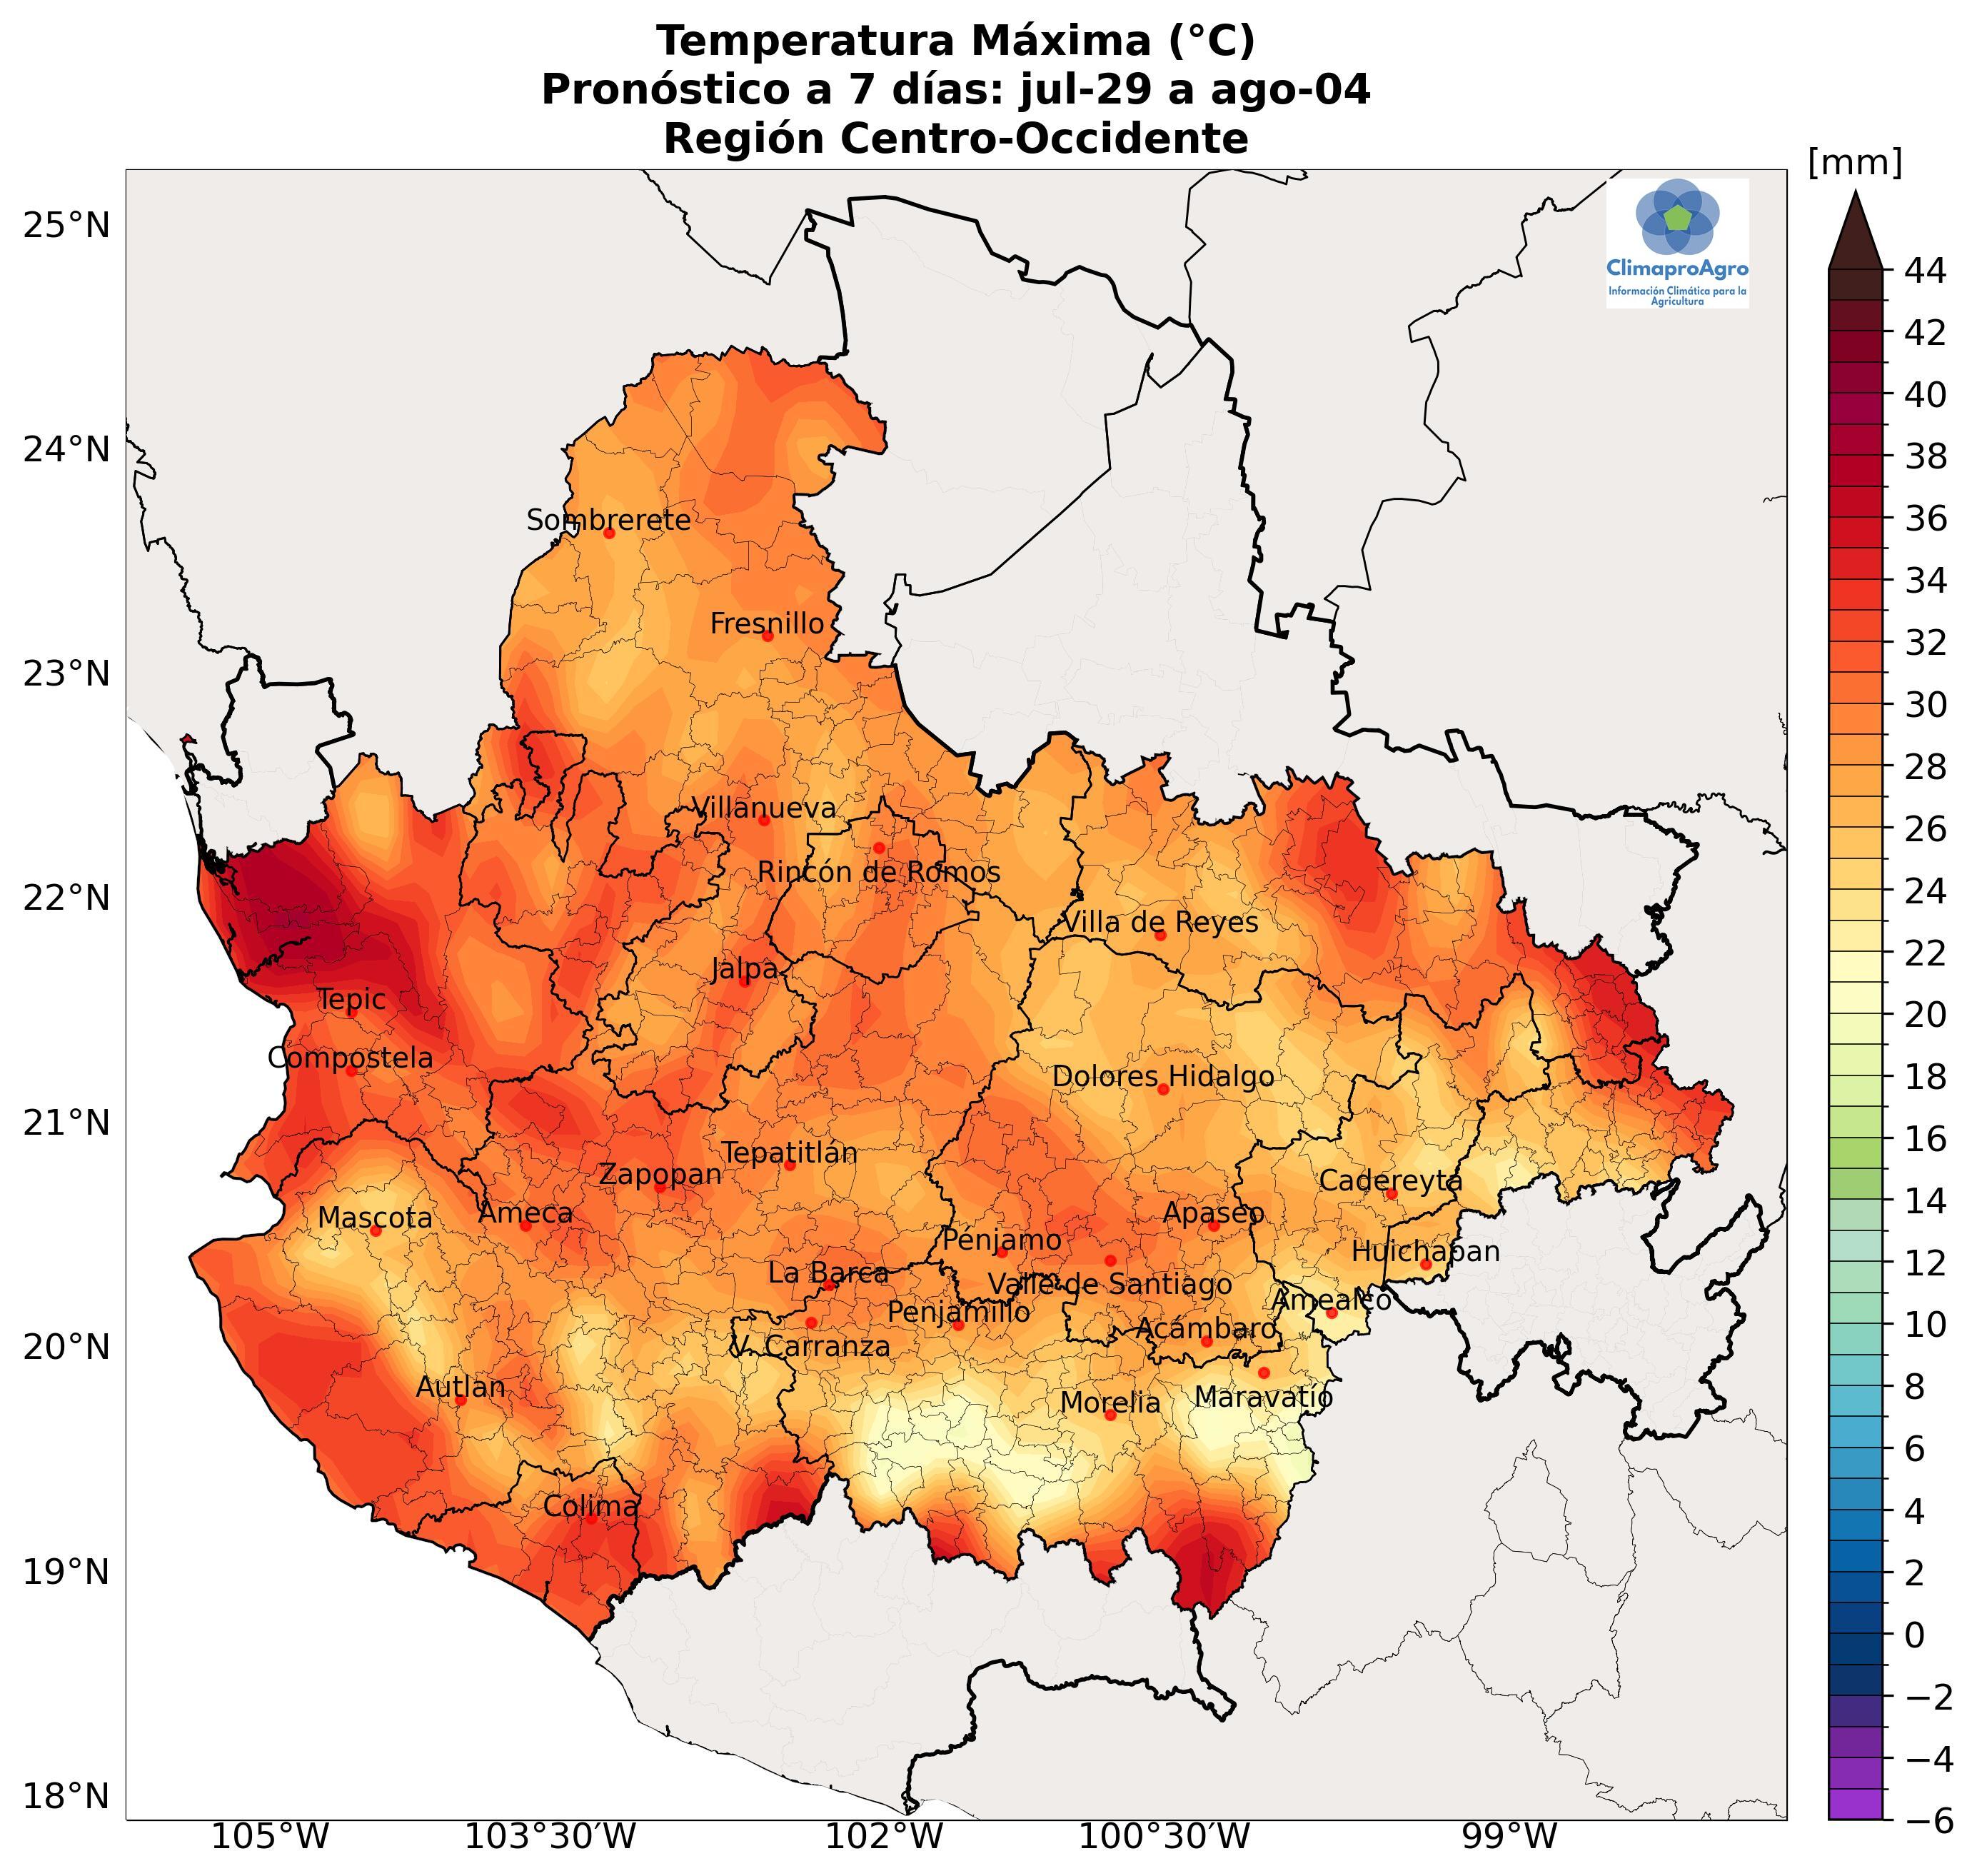 Temperatura Máxima (°C)
Pronóstico a 7 días: jul-29 a ago-04
Región Centro-Occidente
[mm]
ClimaproAgro
Información Climática para la
Agricultura
25°N
24°N
23°N
22°N
21°N
20°N
19°N
18°N
Sombrerete
Fresnillo
Villanueva
Rincón de Romos
Villa de Reyes
Jalpa
Tepic
Compostela
Dolores Hidalgo
Tepatitlán
Zapopan
Cadereyta
Mascota
Ameca
Apaseo
Pénjamo
Huichapan
La Barca
Valle de Santiago
Amealco
Penjamillo
Acámbaro
V. Carranza
Autlan
Morelia
Maravatío
Colima
105°W
103°30′W
102°W
100°30′W
99°W
44
42
40
38
36
34
32
30
28
26
24
22
20
18
16
14
12
10
8
6
4
2
0
−2
−4
−6